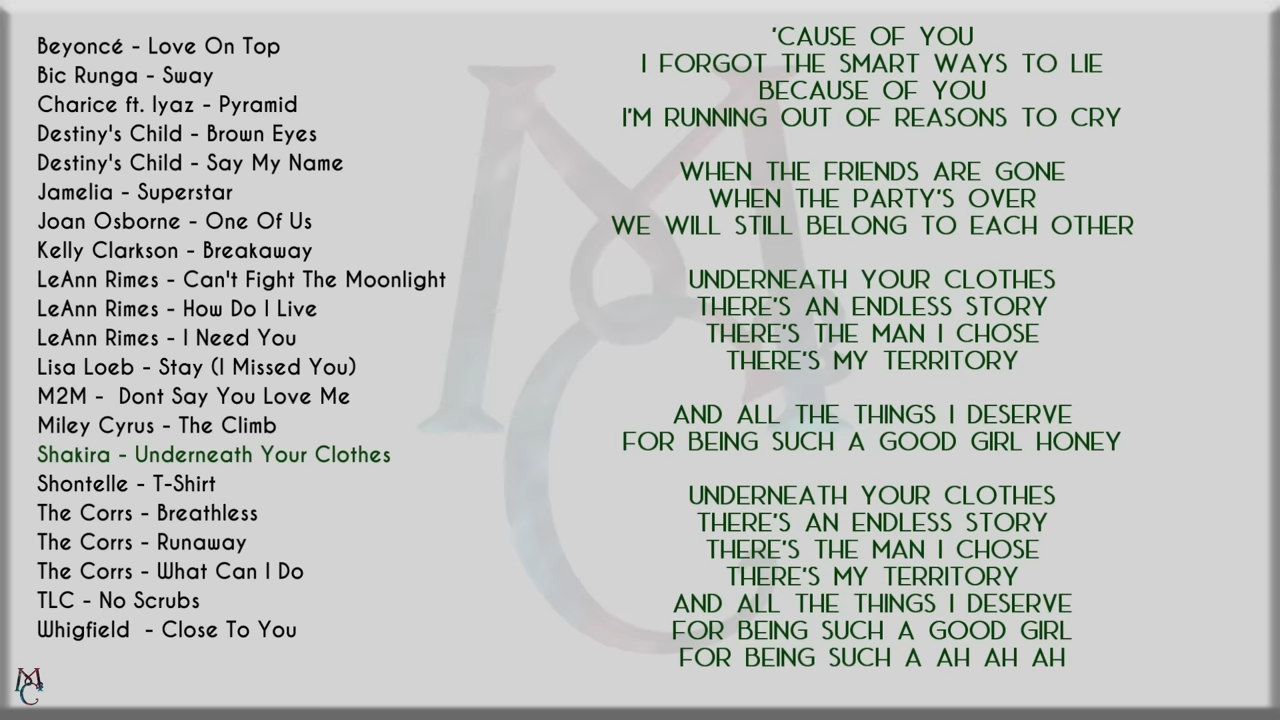 Beyoncé - Love On Top
Bic Runga - Sway
Charice ft. Iyaz - Pyramid
Destiny's Child - Brown Eyes
Destiny's Child - Say My Name
Jamelia - Superstar
Joan Osborne - One Of Us
Kelly Clarkson - Breakaway
LeAnn Rimes - Can't Fight The Moonlight
LeAnn Rimes - How Do I Live
LeAnn Rimes - I Need You
Lisa Loeb - Stay (I Missed You)
M2M -  Dont Say You Love Me
Miley Cyrus - The Climb
Shakira - Underneath Your Clothes
Shontelle - T-Shirt
The Corrs - Breathless
The Corrs - Runaway
The Corrs - What Can I Do
TLC - No Scrubs
Whigfield  - Close To You
MC
'CAUSE OF YOU
I FORGOT THE SMART WAYS TO LIE
BECAUSE OF YOU
I'M RUNNING OUT OF REASONS TO CRY
WHEN THE FRIENDS ARE GONE
WHEN THE PARTY'S OVER
WE WILL STILL BELONG TO EACH OTHER
UNDERNEATH YOUR CLOTHES
THERE'S AN ENDLESS STORY
THERE'S THE MAN I CHOSE
THERE'S MY TERRITORY
AND ALL THE THINGS I DESERVE
FOR BEING SUCH A GOOD GIRL HONEY
UNDERNEATH YOUR CLOTHES
THERE'S AN ENDLESS STORY
THERE'S THE MAN I CHOSE
THERE'S MY TERRITORY
AND ALL THE THINGS I DESERVE
FOR BEING SUCH A GOOD GIRL
FOR BEING SUCH A AH AH AH
MC